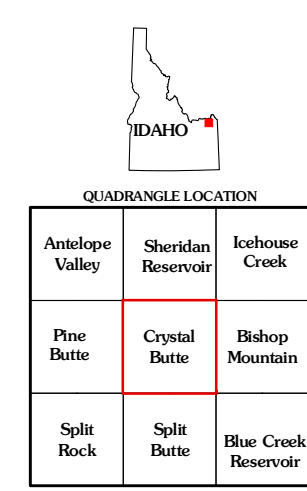 IDAHO
QUADRANGLE LOCATION
Antelope
Valley
Sheridan
Reservoir
Icehouse
Creek
Pine
Butte
Crystal
Butte
Bishop
Mountain
Split
Rock
Split
Butte
Blue Creek
Reservoir